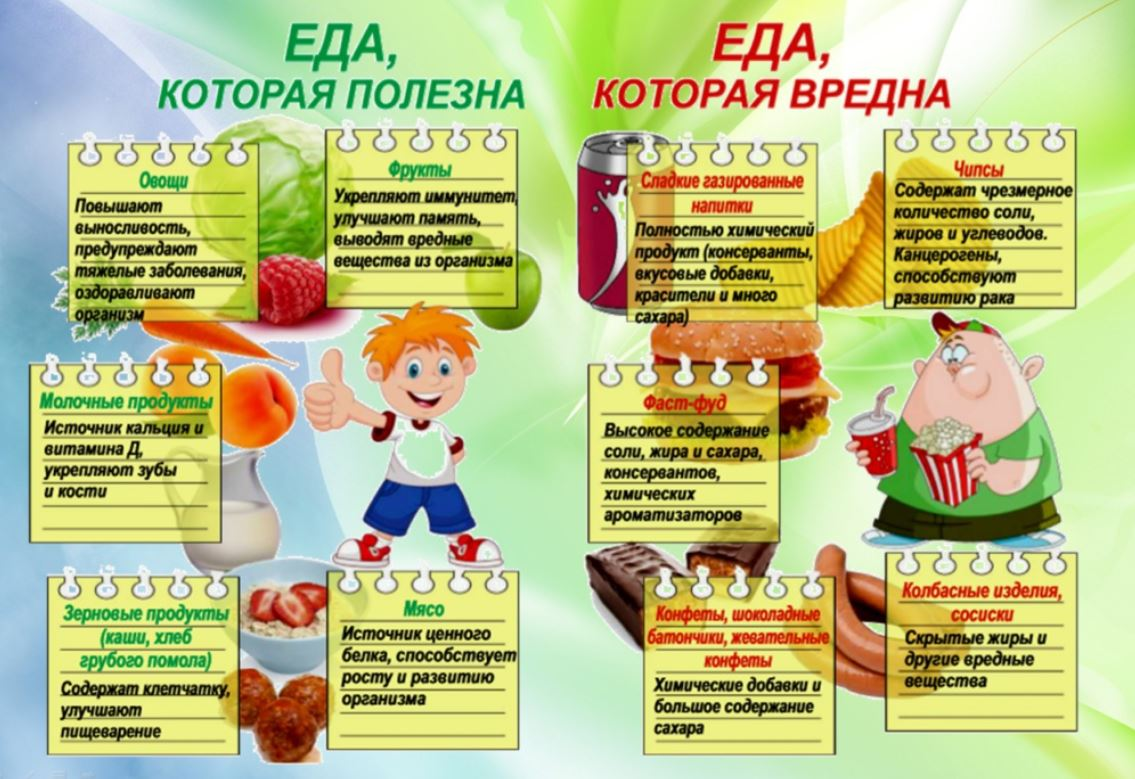 ЕДА,
КОТОРАЯ ПОЛЕЗНА
Овощи
Повышают
выносливость,
предупреждают
тяжелые заболевания,
оздоравливают
организм
Фрукты
Укрепляют иммунитет,
улучшают память,
выводят вредные
вещества из организма
Молочные продукты
Источник кальция и
витамина Д,
укрепляют зубы
и кости
Зерновые продукты
(каши, хлеб
грубого помола)
Содержат клетчатку,
улучшают
пищеварение
Мясо
Источник ценного
белка, способствует
росту и развитию
организма
ЕДА,
КОТОРАЯ ВРЕДНА
Сладкие газированные
напитки
Полностью химический
продукт (консерванты,
вкусовые добавки,
красители и много
сахара)
Чипсы
Содержат чрезмерное
количество соли,
жиров и углеводов.
Канцерогены,
способствуют
развитию рака
Фаст-фуд
Высокое содержание
соли, жира и сахара,
консервантов,
химических
ароматизаторов
Конфеты, шоколадные
батончики, жевательные
конфеты
Химические добавки и
большое содержание
сахара
Колбасные изделия,
сосиски
Скрытые жиры и
другие вредные
вещества